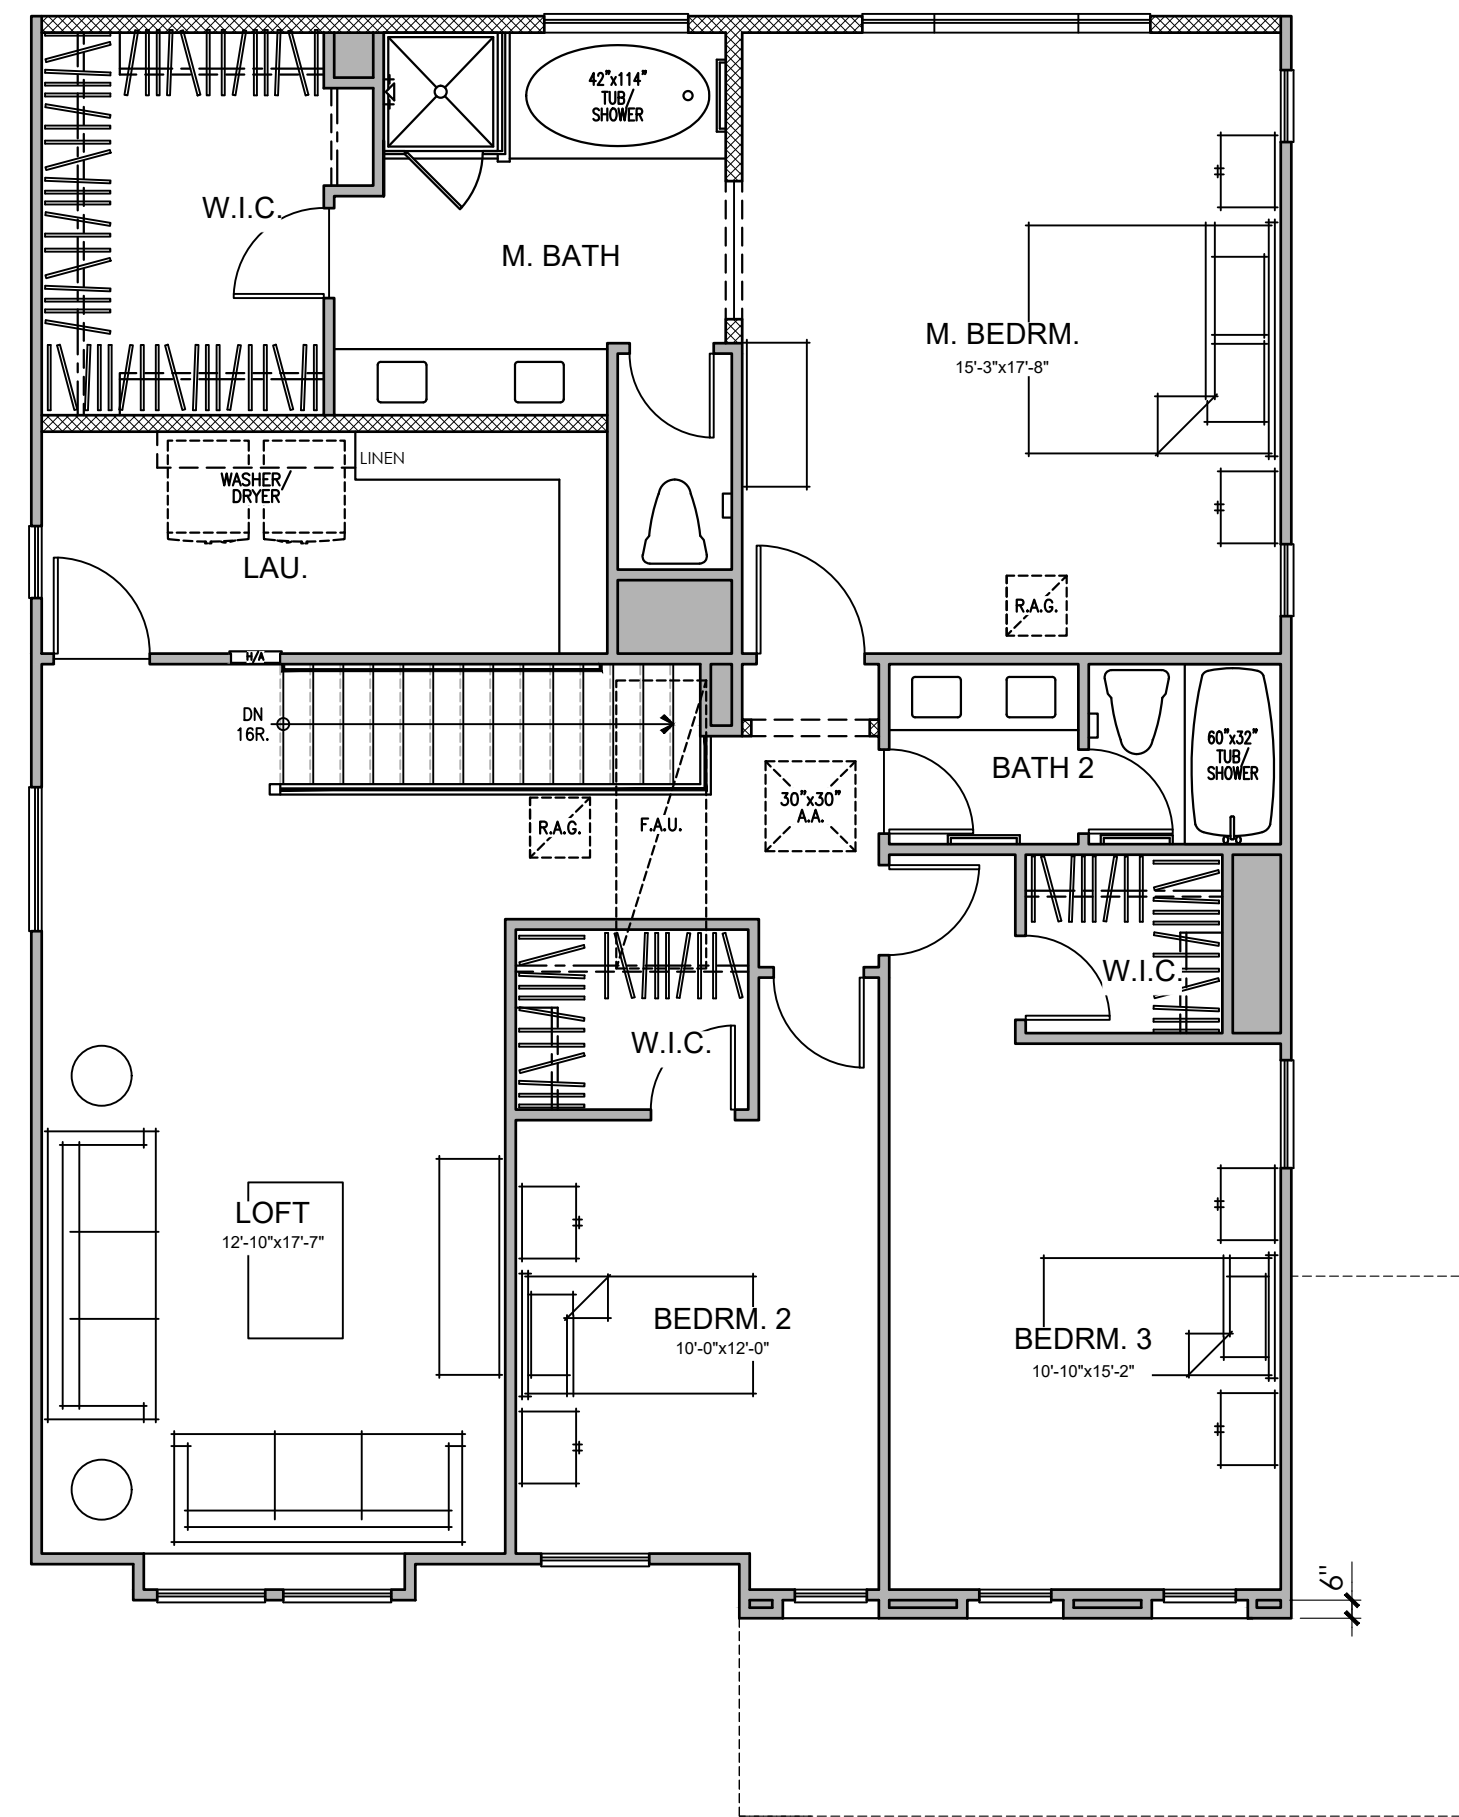 42"x114"
TUB/
SHOWER
W.I.C.
M. BATH
M. BEDRM.
15'-3"x17'-8"
LINEN
WASHER/
DRYER
LAU.
R.A.G.
H/A
DN
16R.
R.A.G.
F.A.U.
30"x30"
A.A.
BATH 2
60"x32"
TUB/
SHOWER
W.I.C.
W.I.C.
LOFT
12'-10"x17'-7"
BEDRM. 2
10'-0"x12'-0"
BEDRM. 3
10'-10"x15'-2"
6"